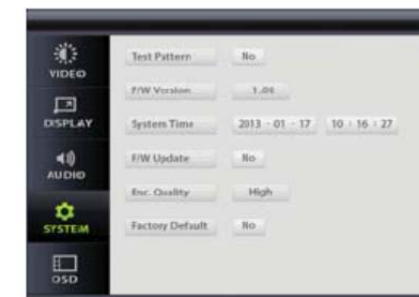 VIDEO
DISPLAY
AUDIO
SYSTEM
OSD
Test Pattern No
F/W Version 1.04
System Time 2013 - 01 - 17 10 : 16 : 27
F/W Update No
Enc. Quality High
Factory Default No